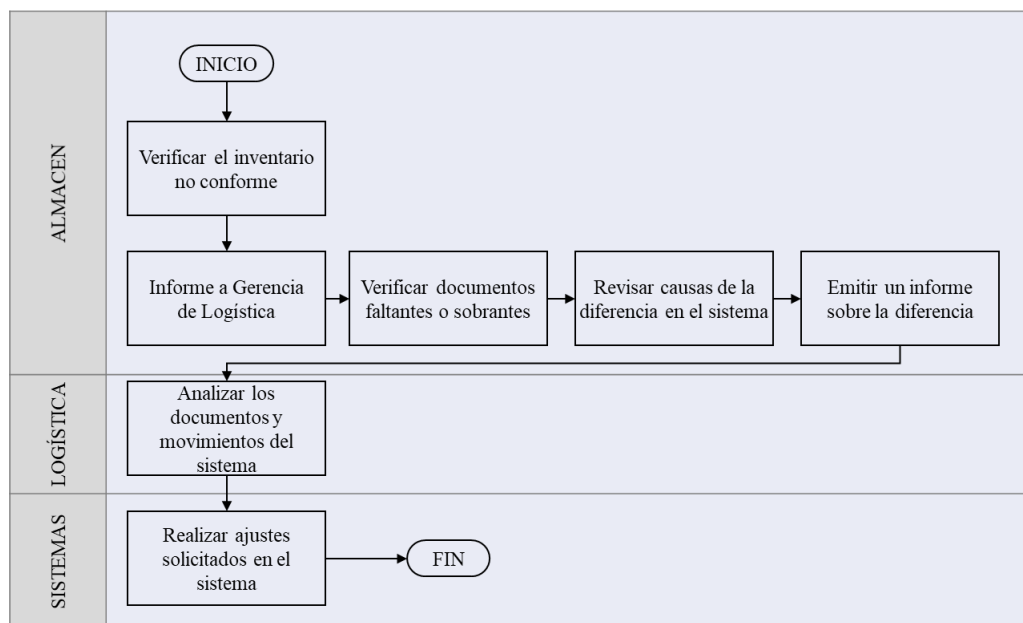 ALMACEN
INICIO
Verificar el inventario
no conforme
Informe a Gerencia
de Logística
Verificar documentos
faltantes o sobrantes
Revisar causas de la
diferencia en el sistema
Emitir un informe
sobre la diferencia
LOGÍSTICA
Analizar los
documentos y
movimientos del
sistema
SISTEMAS
Realizar ajustes
solicitados en el
sistema
FIN